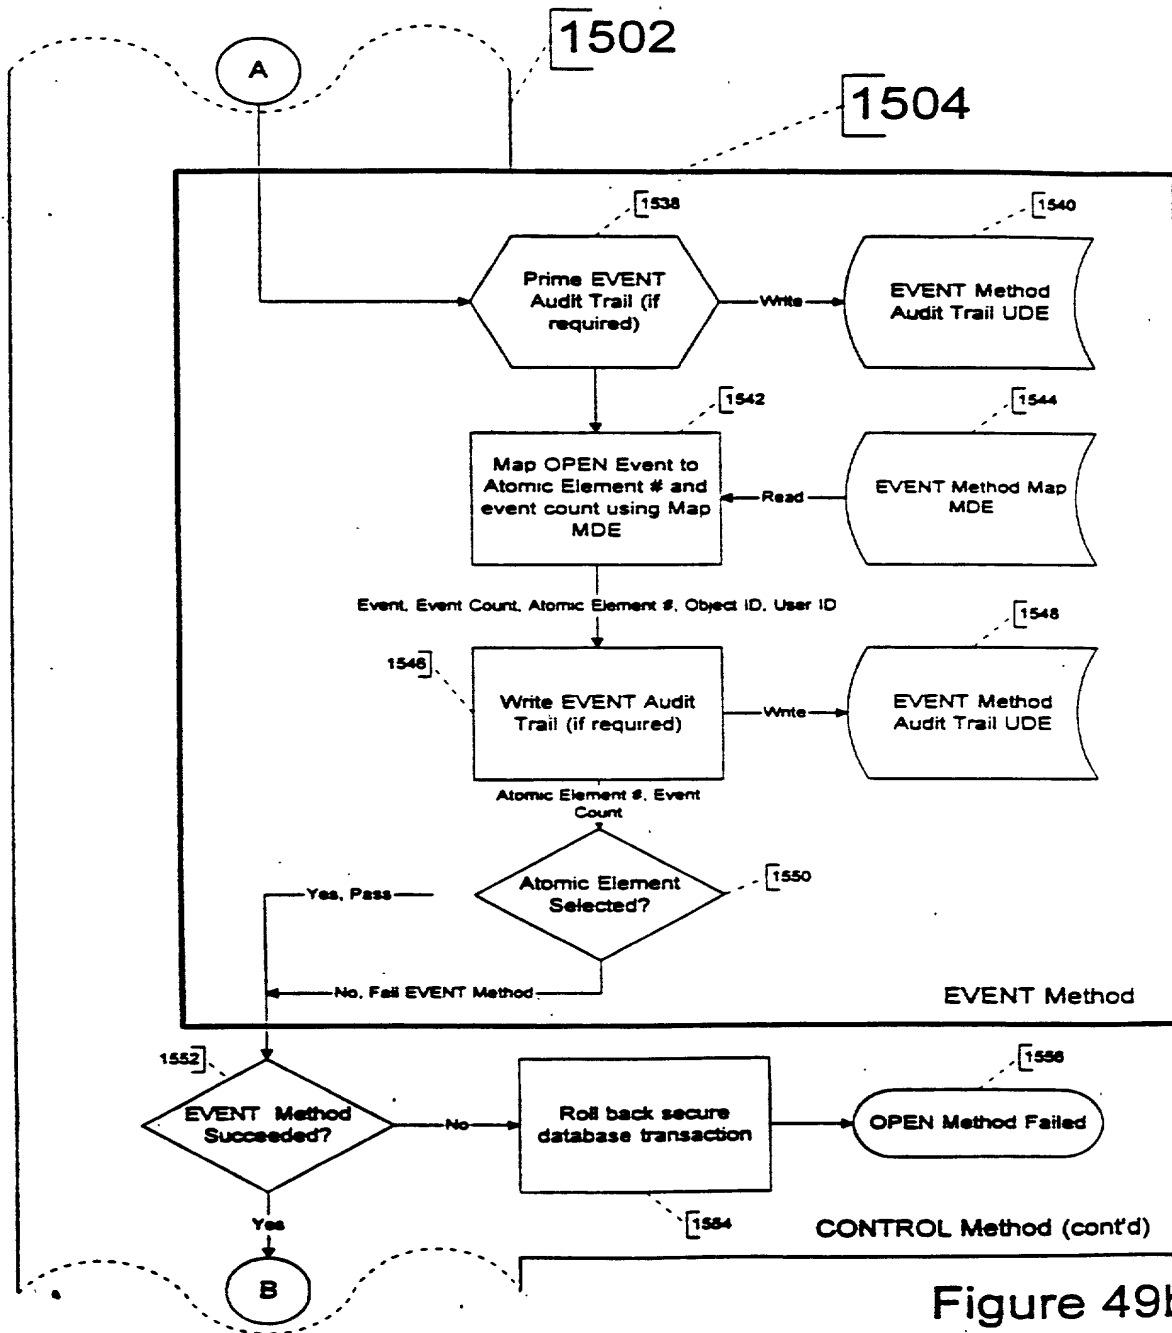 1502
A
1504
1538
1540
Prime EVENT
Audit Trail (if
required)
Write
EVENT Method
Audit Trail UDE
1542
1544
Map OPEN Event to
Atomic Element # and
event count using Map
MDE
Read
EVENT Method Map
MDE
Event, Event Count, Atomic Element #, Object ID, User ID
1546
1548
Write EVENT Audit
Trail (if required)
Write
EVENT Method
Audit Trail UDE
Atomic Element #, Event
Count
1550
Atomic Element
Selected?
Yes, Pass
No, Fail EVENT Method
EVENT Method
1552
1556
EVENT Method
Succeeded?
No
Roll back secure
database transaction
OPEN Method Failed
Yes
1554
CONTROL Method (cont'd)
B
Figure 49b